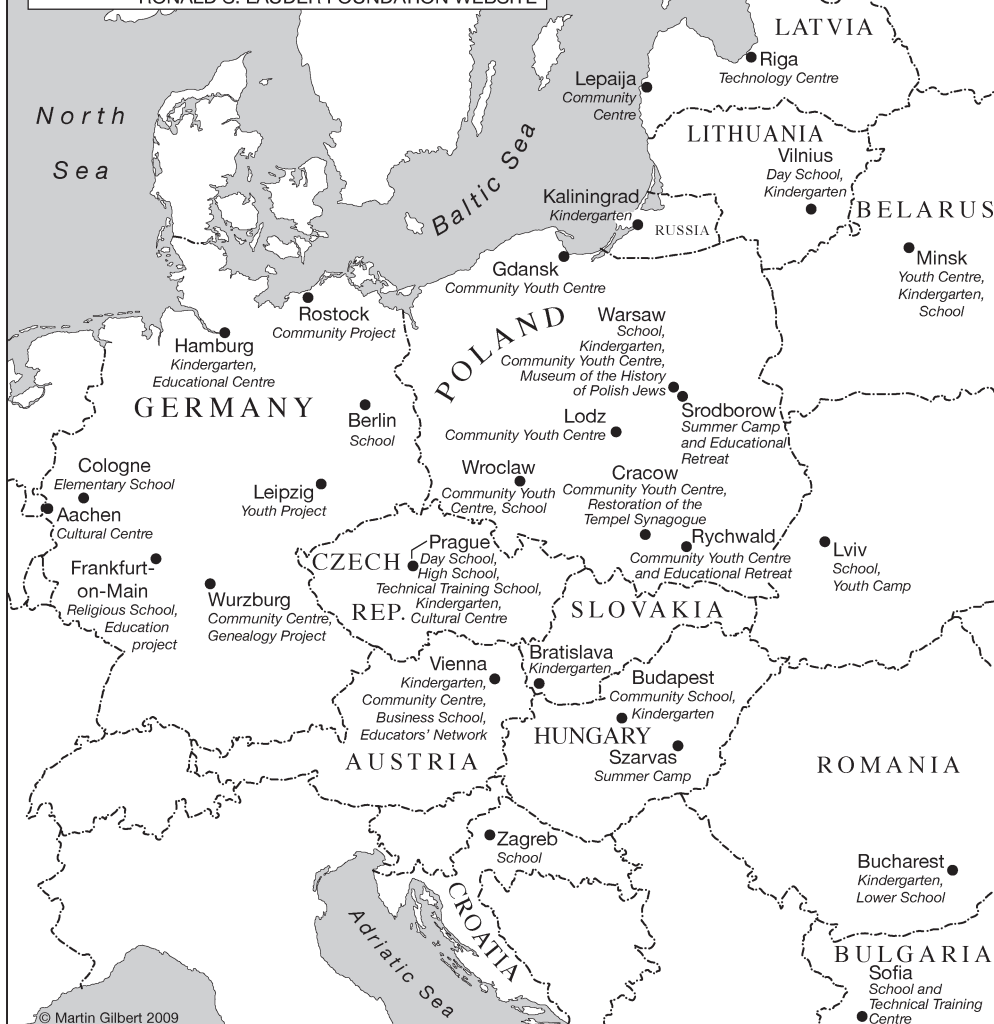 RONALD S. LAUDER FOUNDATION WEBSITE
LATVIA
Riga
Technology Centre
Lepaija
Community
Centre
North
Sea
Baltic Sea
LITHUANIA
Vilnius
Day School,
Kindergarten
Kaliningrad
Kindergarten
RUSSIA
BELARUS
Minsk
Youth Centre,
Kindergarten,
School
Gdansk
Community Youth Centre
Rostock
Community Project
Hamburg
Kindergarten,
Educational Centre
GERMANY
Berlin
School
POLAND
Warsaw
School,
Kindergarten,
Community Youth Centre,
Museum of the History
of Polish Jews
Srodborow
Summer Camp
and Educational
Retreat
Lodz
Community Youth Centre
Cologne
Elementary School
Aachen
Cultural Centre
Leipzig
Youth Project
Wroclaw
Community Youth
Centre, School
Cracow
Community Youth Centre,
Restoration of the
Tempel Synagogue
Rychwald
Community Youth Centre
and Educational Retreat
Lviv
School,
Youth Camp
Frankfurt-
on-Main
Religious School,
Education
project
Wurzburg
Community Centre,
Genealogy Project
CZECH
REP.
Prague
Day School,
High School,
Technical Training School,
Kindergarten,
Cultural Centre
SLOVAKIA
Bratislava
Kindergarten
Vienna
Kindergarten,
Community Centre,
Business School,
Educators' Network
AUSTRIA
Budapest
Community School,
Kindergarten
HUNGARY
Szarvas
Summer Camp
ROMANIA
Zagreb
School
CROATIA
Adriatic Sea
Bucharest
Kindergarten,
Lower School
BULGARIA
Sofia
School and
Technical Training
Centre
© Martin Gilbert 2009